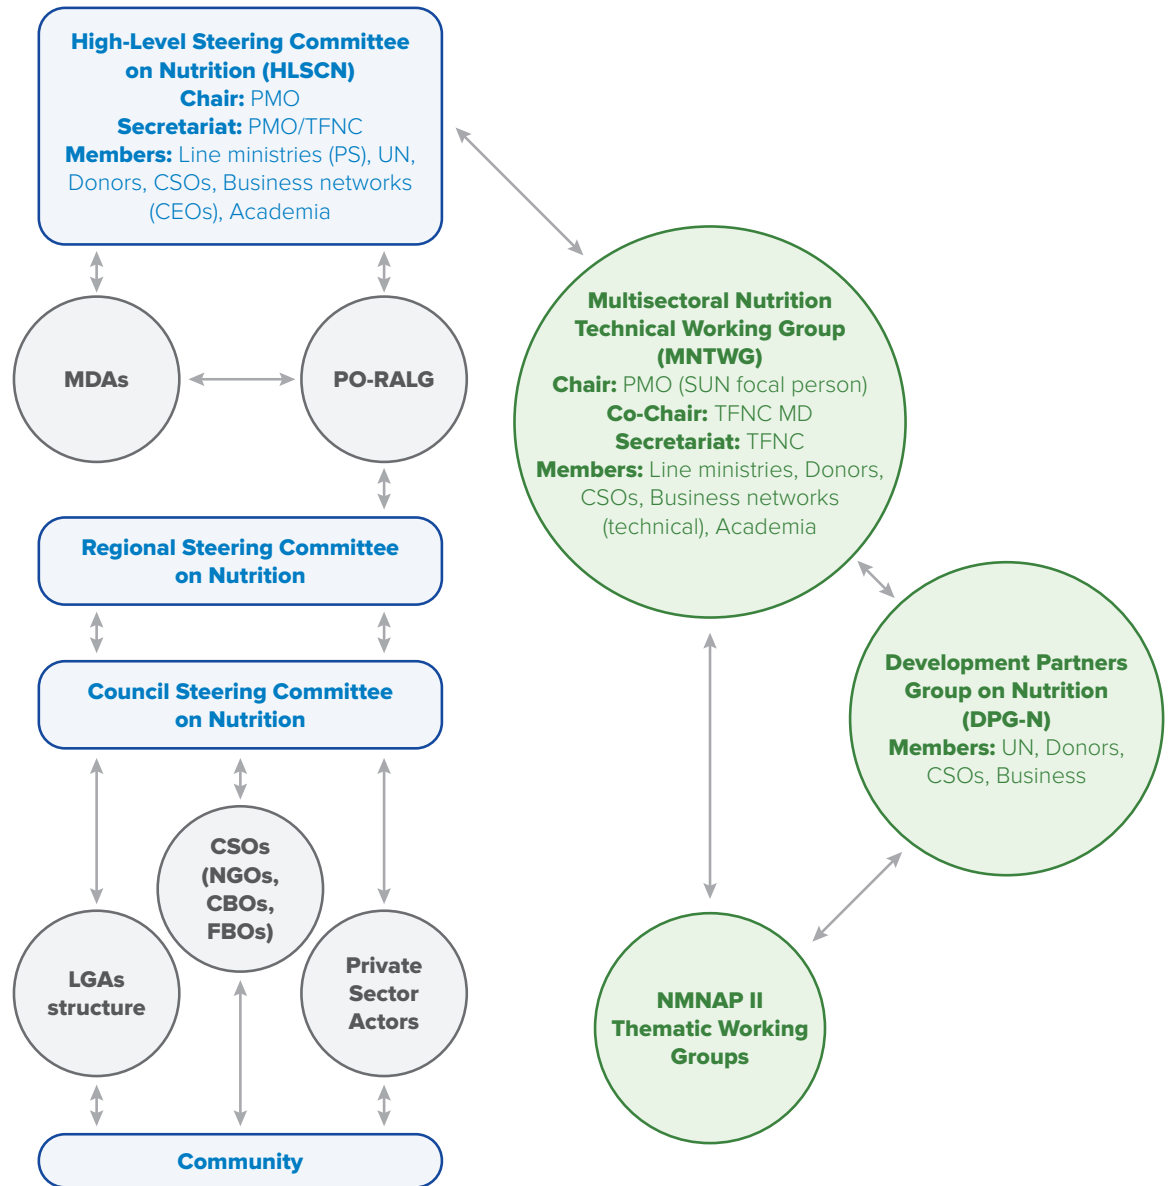 High-Level Steering Committee
on Nutrition (HLSCN)
Chair: PMO
Secretariat: PMO/TFNC
Members: Line ministries (PS), UN,
Donors, CSOs, Business networks
(CEOs), Academia
MDAs
PO-RALG
Regional Steering Committee
on Nutrition
Council Steering Committee
on Nutrition
CSOs
(NGOs,
CBOs,
FBOs)
LGAs
structure
Private
Sector
Actors
Community
Multisectoral Nutrition
Technical Working Group
(MNTWG)
Chair: PMO (SUN focal person)
Co-Chair: TFNC MD
Secretariat: TFNC
Members: Line ministries, Donors,
CSOs, Business networks
(technical), Academia
Development Partners
Group on Nutrition
(DPG-N)
Members: UN, Donors,
CSOs, Business
NMNAP II
Thematic Working
Groups